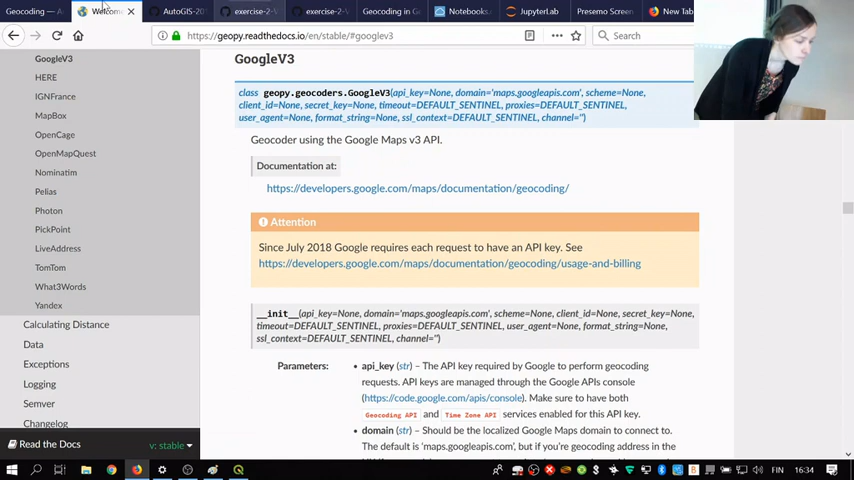 Geocoding — A
Welcome
AutoGIS-20
exercise-2-
exercise-2-
Geocoding in G
Notebooks
JupyterLab
Presemo Screen
New Tab
https://geopy.readthedocs.io/en/stable/#googlev3
Search
GoogleV3
HERE
IGNFrance
MapBox
OpenCage
OpenMapQuest
Nominatim
Pelias
Photon
PickPoint
LiveAddress
TomTom
What3Words
Yandex
Calculating Distance
Data
Exceptions
Logging
Semver
Changelog
Read the Docs
v: stable
GoogleV3
class geopy.geocoders.GoogleV3(api_key=None, domain='maps.googleapis.com', scheme=None,
client_id=None, secret_key=None, timeout=DEFAULT_SENTINEL, proxies=DEFAULT_SENTINEL,
user_agent=None, format_string=None, ssl_context=DEFAULT_SENTINEL, channel='')
Geocoder using the Google Maps v3 API.
Documentation at:
https://developers.google.com/maps/documentation/geocoding/
Attention
Since July 2018 Google requires each request to have an API key. See
https://developers.google.com/maps/documentation/geocoding/usage-and-billing
__init__(api_key=None, domain='maps.googleapis.com', scheme=None, client_id=None, secret_key=None,
timeout=DEFAULT_SENTINEL, proxies=DEFAULT_SENTINEL, user_agent=None, format_string=None,
ssl_context=DEFAULT_SENTINEL, channel='')
Parameters:
• api_key (str) – The API key required by Google to perform geocoding
requests. API keys are managed through the Google APIs console
(https://code.google.com/apis/console). Make sure to have both
Geocoding API and Time Zone API services enabled for this API key.
• domain (str) – Should be the localized Google Maps domain to connect to.
The default is 'maps.googleapis.com', but if you're geocoding address in the
FIN
16:34